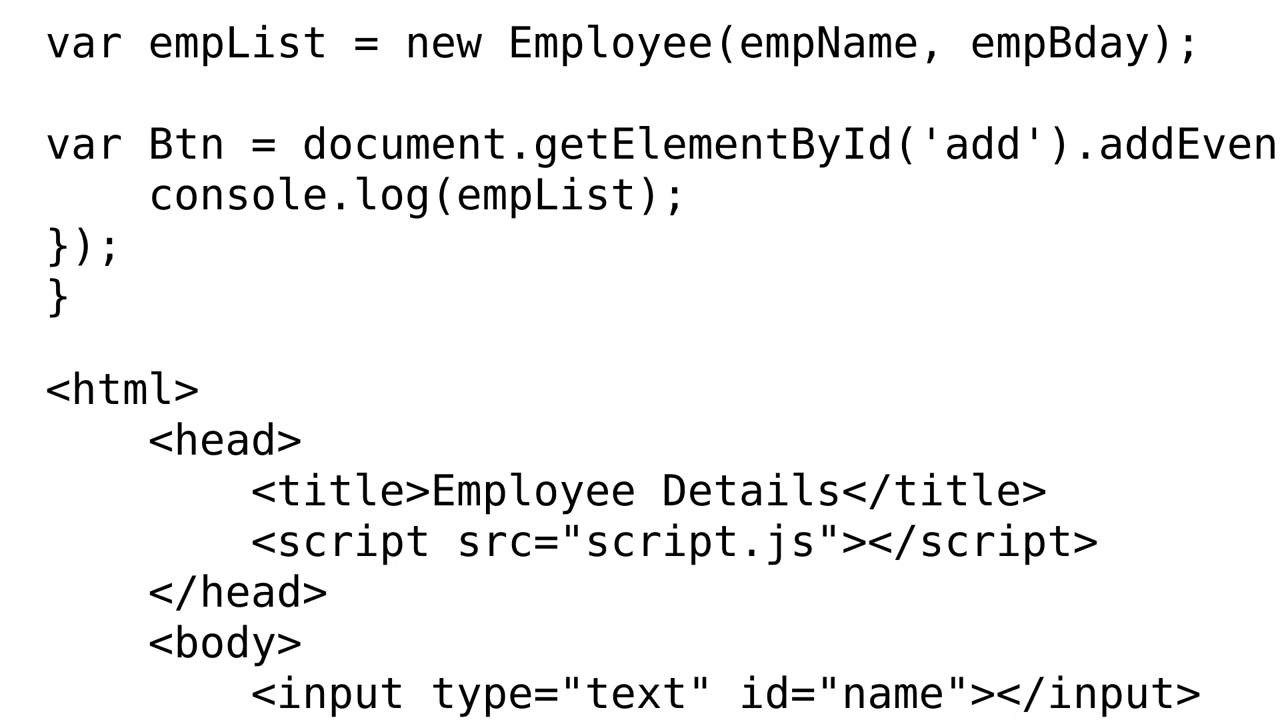 var empList = new Employee(empName, empBday);
var Btn = document.getElementById('add').addEven
console.log(empList);
});
}
<html>
<head>
<title>Employee Details</title>
<script src="script.js"></script>
</head>
<body>
<input type="text" id="name"></input>